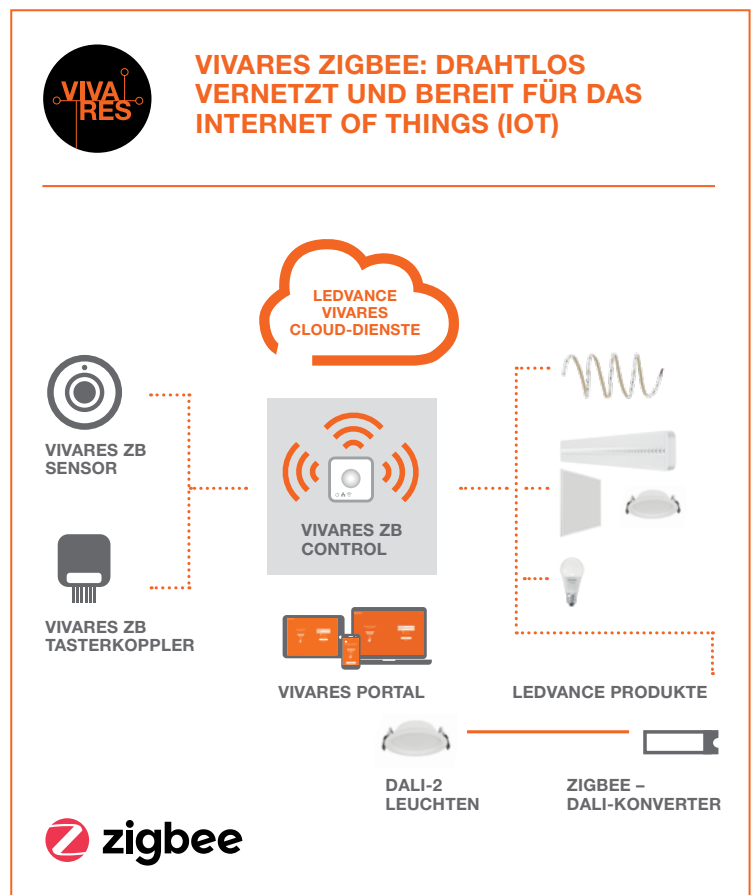 VIVA
RES
VIVARES ZIGBEE: DRAHTLOS
VERNETZT UND BEREIT FÜR DAS
INTERNET OF THINGS (IOT)
LEDVANCE
VIVARES
CLOUD-DIENSTE
VIVARES ZB
SENSOR
VIVARES ZB
CONTROL
VIVARES ZB
TASTERKOPPLER
VIVARES PORTAL
LEDVANCE PRODUKTE
DALI-2
LEUCHTEN
ZIGBEE –
DALI-KONVERTER
zigbee